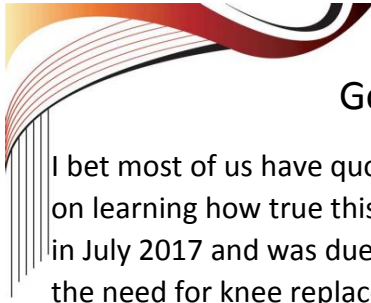 I bet most of us have quo
on learning how true this
in July 2017 and was due
the need for knee replac